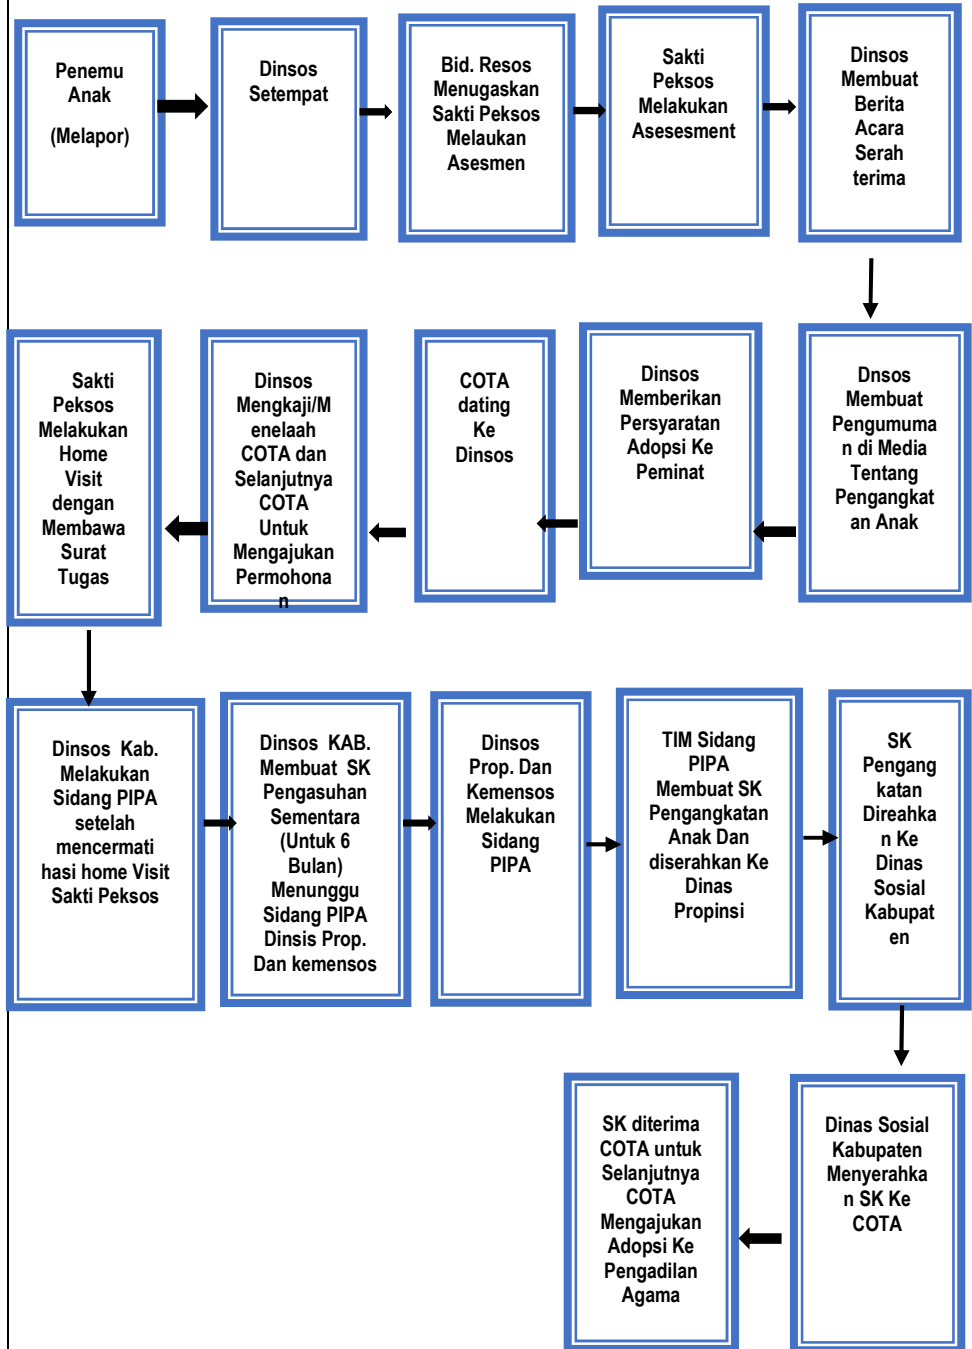 Penemu
Anak
(Melapor)
Dinsos
Setempat
Bid. Resos
Menugaskan
Sakti Peksos
Melaukan
Asesmen
Sakti
Peksos
Melakukan
Asesesment
Dinsos
Membuat
Berita
Acara
Serah
terima
Dnsos
Membuat
Pengumuma
n di Media
Tentang
Pengangkat
an Anak
Dinsos
Memberikan
Persyaratan
Adopsi Ke
Peminat
COTA
dating
Ke
Dinsos
Dinsos
Mengkaji/M
enelaah
COTA dan
Selanjutnya
COTA
Untuk
Mengajukan
Permohona
n
Sakti
Peksos
Melakukan
Home
Visit
dengan
Membawa
Surat
Tugas
Dinsos Kab.
Melakukan
Sidang PIPA
setelah
mencermati
hasi home Visit
Sakti Peksos
Dinsos KAB.
Membuat SK
Pengasuhan
Sementara
(Untuk 6
Bulan)
Menunggu
Sidang PIPA
Dinsis Prop.
Dan kemensos
Dinsos
Prop. Dan
Kemensos
Melakukan
Sidang
PIPA
TIM Sidang
PIPA
Membuat SK
Pengangkatan
Anak Dan
diserahkan Ke
Dinas
Propinsi
SK
Pengang
katan
Direahka
n Ke
Dinas
Sosial
Kabupat
en
Dinas Sosial
Kabupaten
Menyerahka
n SK Ke
COTA
SK diterima
COTA untuk
Selanjutnya
COTA
Mengajukan
Adopsi Ke
Pengadilan
Agama